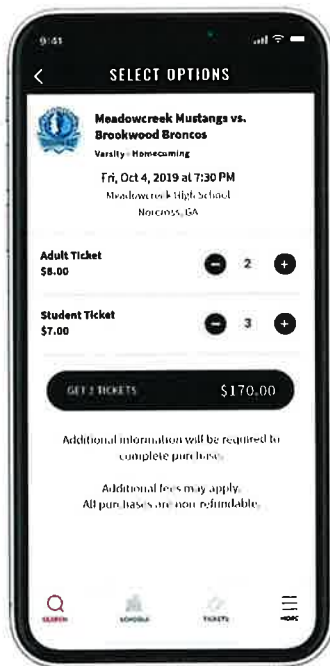 9:41
SELECT OPTIONS
Meadowcreek Mustangs vs.
Brookwood Broncos
Varsity - Homecoming
Fri, Oct 4, 2019 at 7:30 PM
Meadowcreek High School
Norcross, GA
Adult Ticket
$8.00
2
Student Ticket
$7.00
3
GET 3 TICKETS $170.00
Additional information will be required to
complete purchase.
Additional fees may apply.
All purchases are non-refundable.
SEARCH SCHOOLS TICKETS MORE